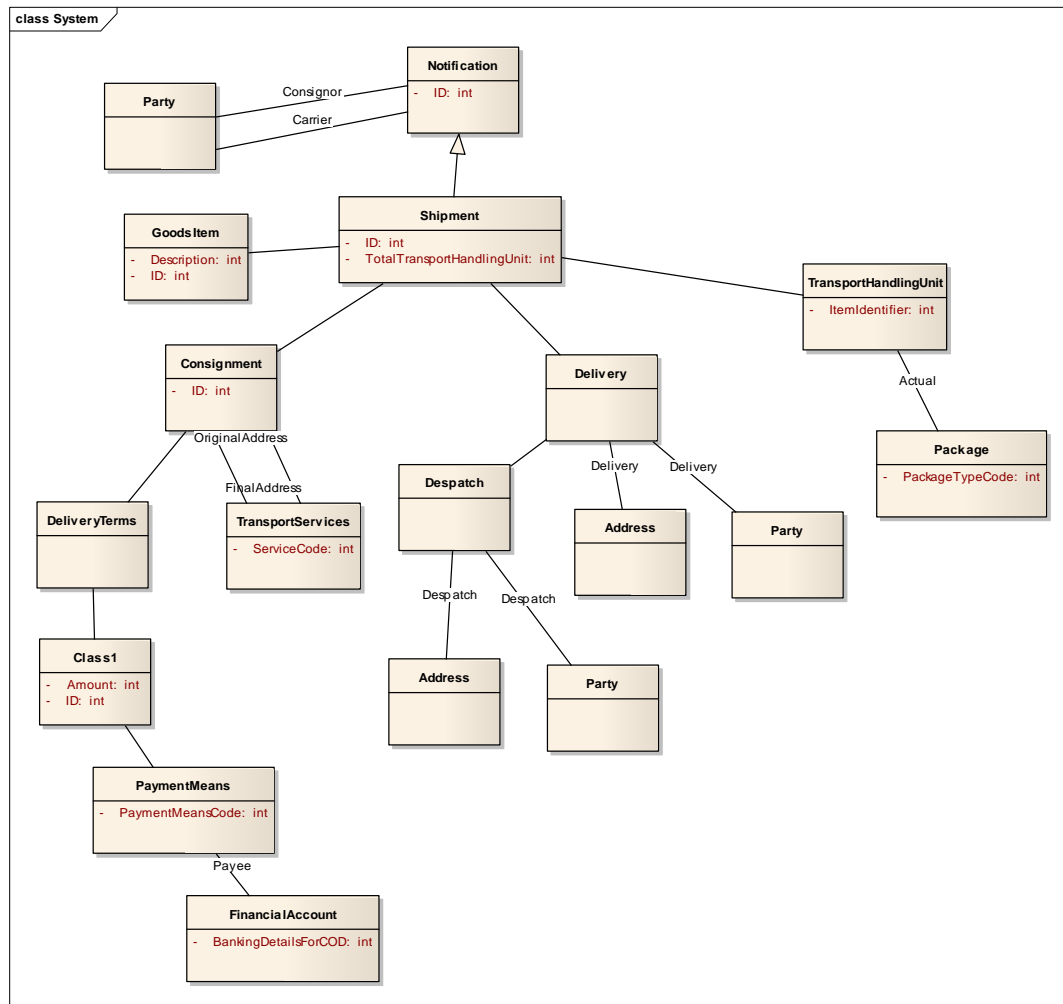 class System
Notification
- ID: int
Party
Consignor
Carrier
Shipment
- ID: int
- TotalTransportHandlingUnit: int
GoodsItem
- Description: int
- ID: int
TransportHandlingUnit
- ItemIdentifier: int
Consignment
- ID: int
Delivery
Actual
Package
- PackageTypeCode: int
OriginalAddress
FinalAddress
Delivery
Delivery
Despatch
DeliveryTerms
TransportServices
- ServiceCode: int
Address
Party
Despatch
Despatch
Class1
- Amount: int
- ID: int
Address
Party
PaymentMeans
- PaymentMeansCode: int
Payee
FinancialAccount
- BankingDetailsForCOD: int